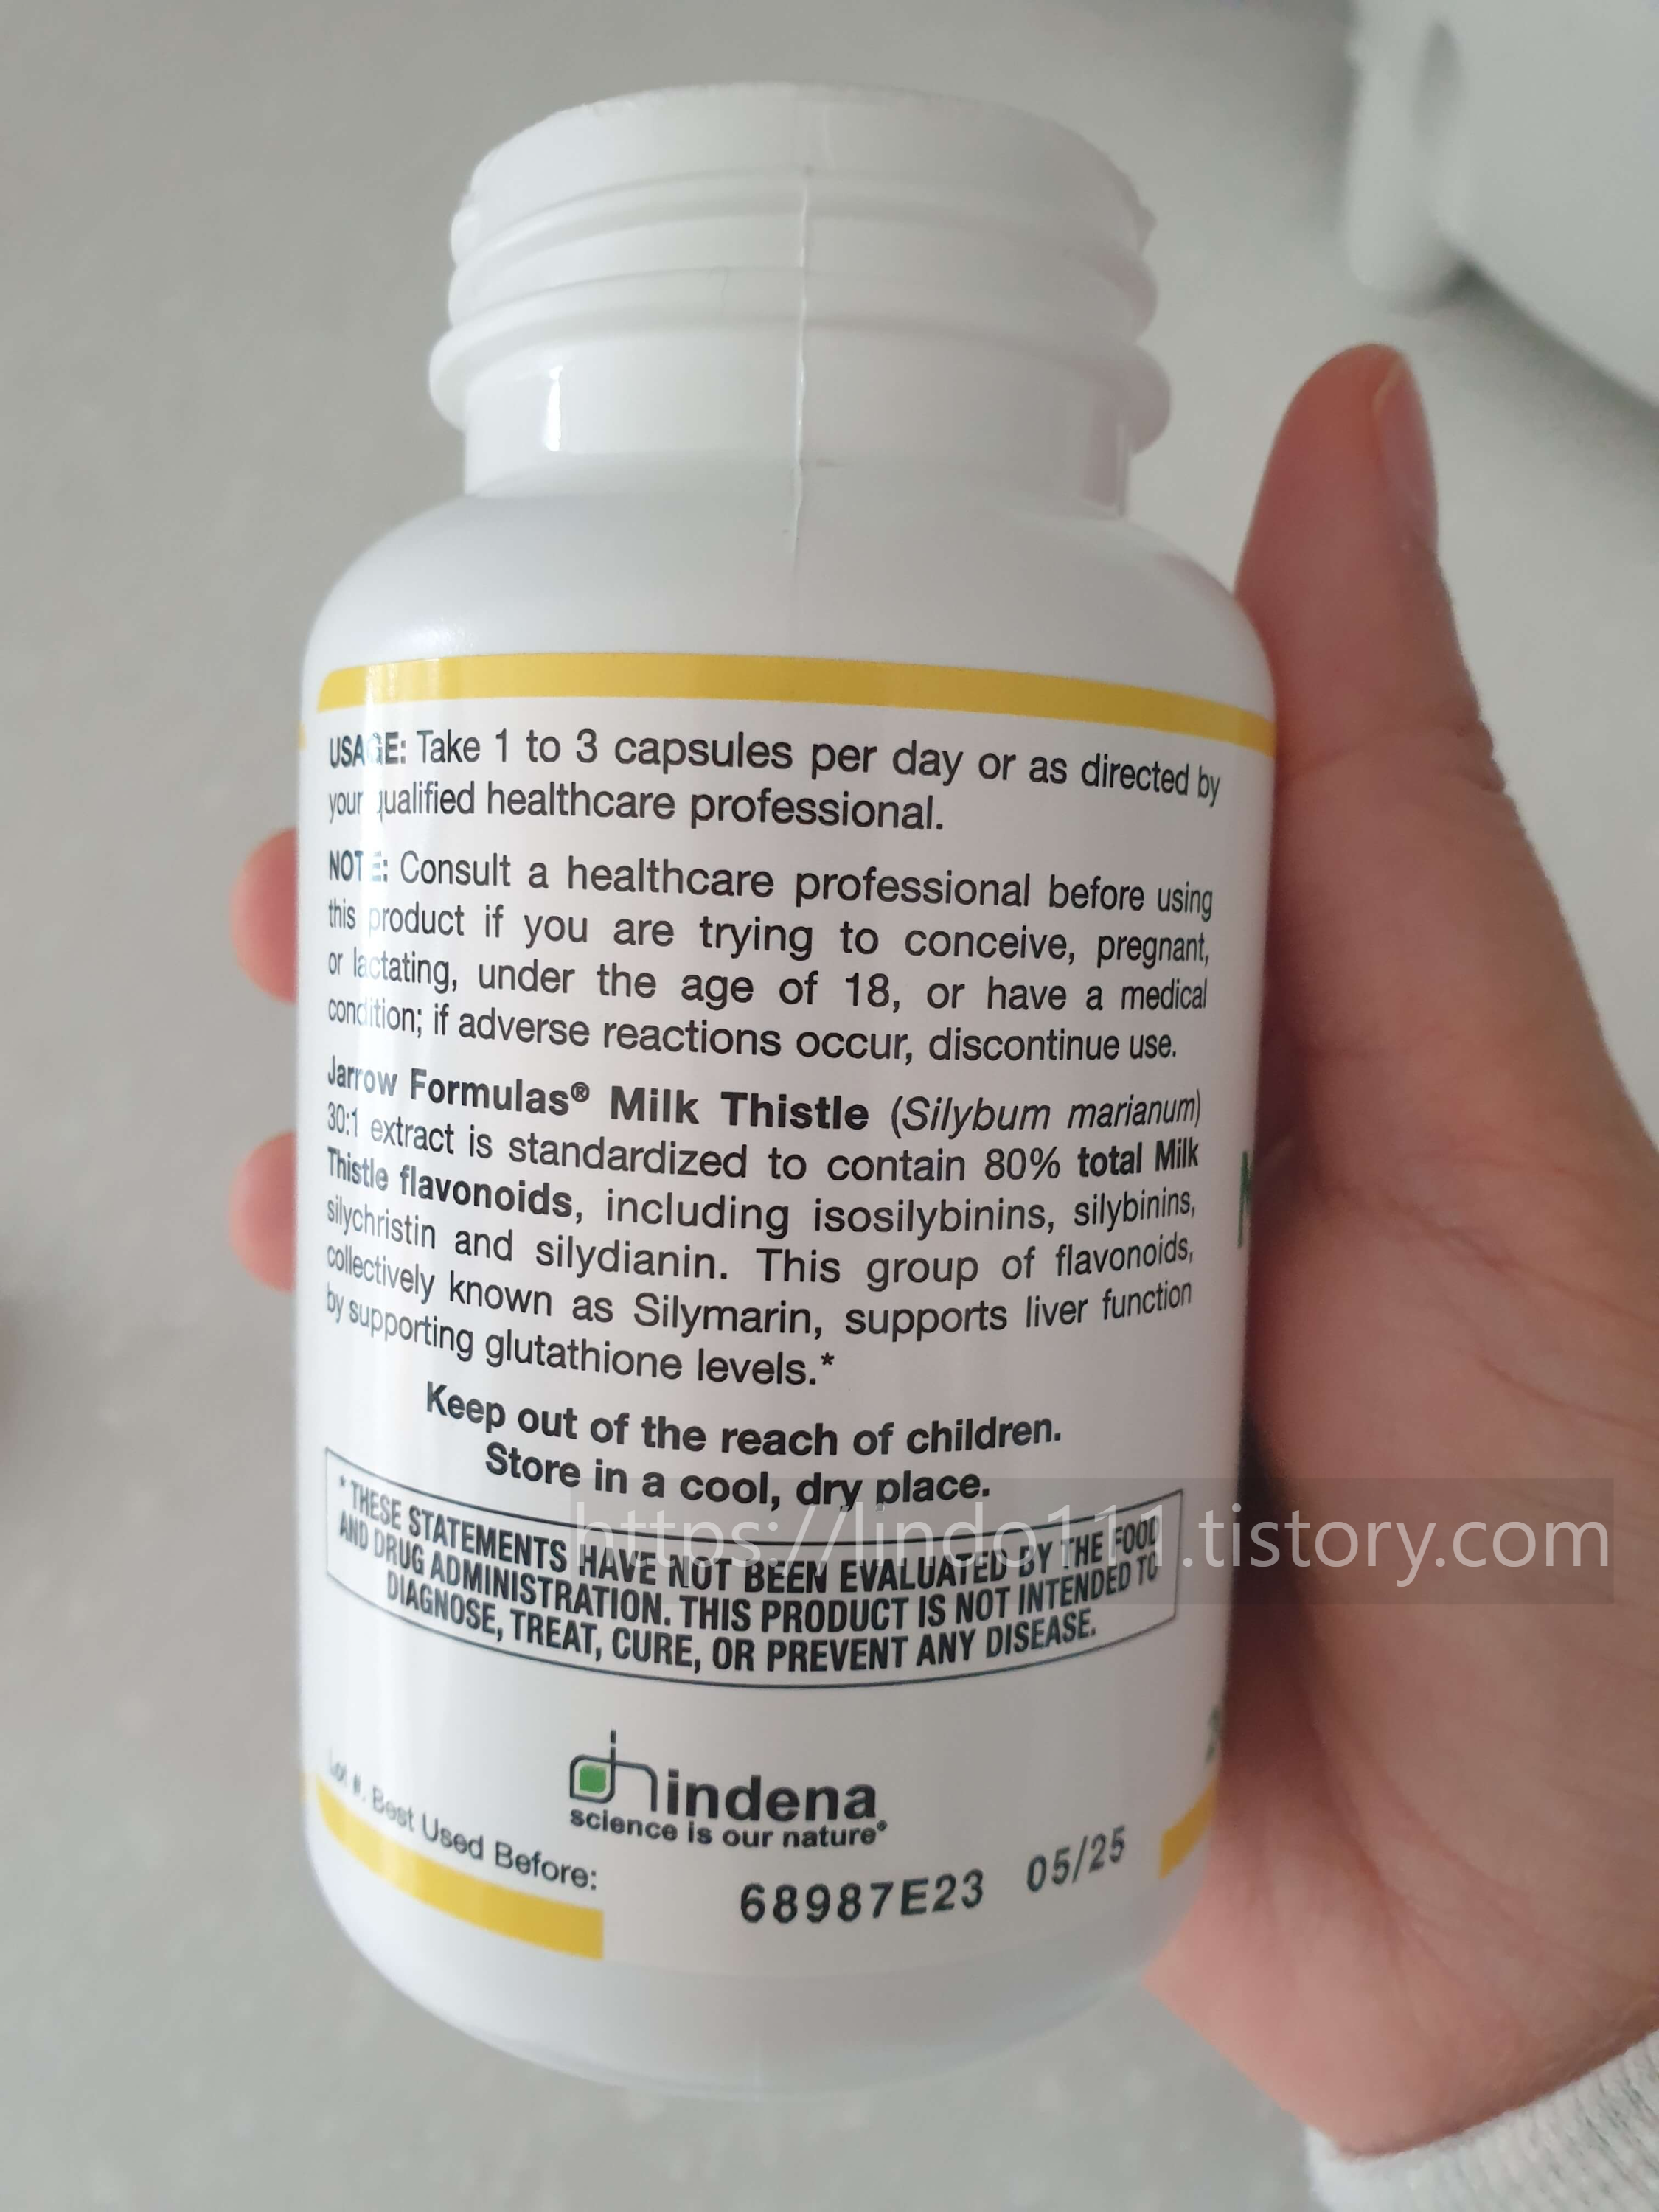 USAGE: Take 1 to 3 capsules per day or as directed by
your qualified healthcare professional.
NOTE: Consult a healthcare professional before using
this product if you are trying to conceive, pregnant,
or lactating, under the age of 18, or have a medical
condition; if adverse reactions occur, discontinue use.
Jarrow Formulas® Milk Thistle (Silybum marianum)
30:1 extract is standardized to contain 80% total Milk
Thistle flavonoids, including isosilybinins, silybinins,
silychristin and silydianin. This group of flavonoids,
collectively known as Silymarin, supports liver function
by supporting glutathione levels.*
Keep out of the reach of children.
Store in a cool, dry place.
* THESE STATEMENTS HAVE NOT BEEN EVALUATED BY THE FOOD
AND DRUG ADMINISTRATION. THIS PRODUCT IS NOT INTENDED TO
DIAGNOSE, TREAT, CURE, OR PREVENT ANY DISEASE.
https://lindo111.tistory.com
indena
science is our nature®
Lot #, Best Used Before:
68987E23 05/25